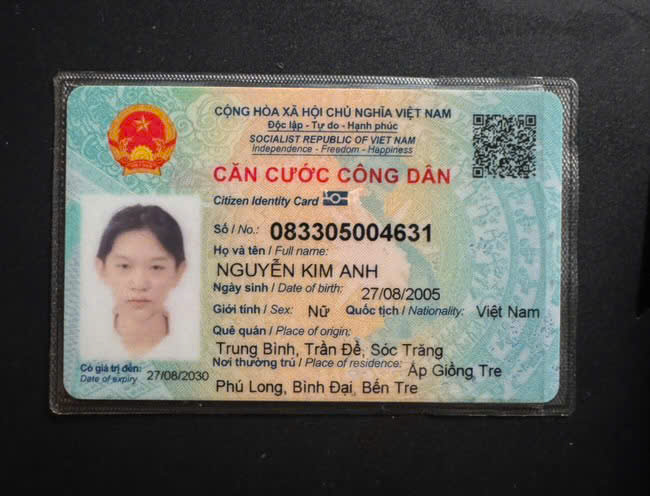 CỘNG HÒA XÃ HỘI CHỦ NGHĨA VIỆT NAM
Độc lập - Tự do - Hạnh phúc
SOCIALIST REPUBLIC OF VIET NAM
Independence - Freedom - Happiness
CĂN CƯỚC CÔNG DÂN
Citizen Identity Card
Số / No.: 083305004631
Họ và tên / Full name:
NGUYỄN KIM ANH
Ngày sinh / Date of birth: 27/08/2005
Giới tính / Sex: Nữ Quốc tịch / Nationality: Việt Nam
Quê quán / Place of origin:
Trung Bình, Trần Đề, Sóc Trăng
Nơi thường trú / Place of residence: Ấp Giồng Tre
Phú Long, Bình Đại, Bến Tre
Có giá trị đến: 27/08/2030
Date of expiry